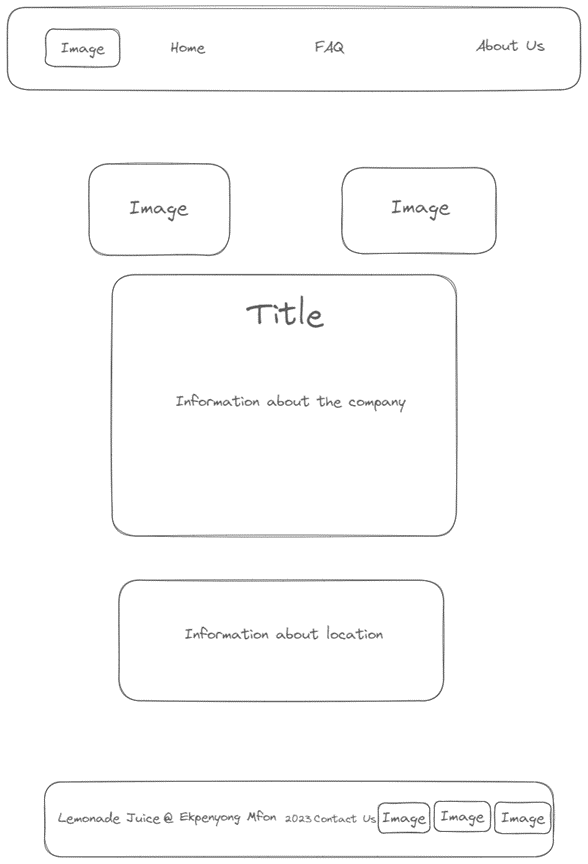 Image Home FAQ About Us
Image Image
Title
Information about the company
Information about location
Lemonade Juice @ Ekpenyong Mfon 2023 Contact Us Image Image Image